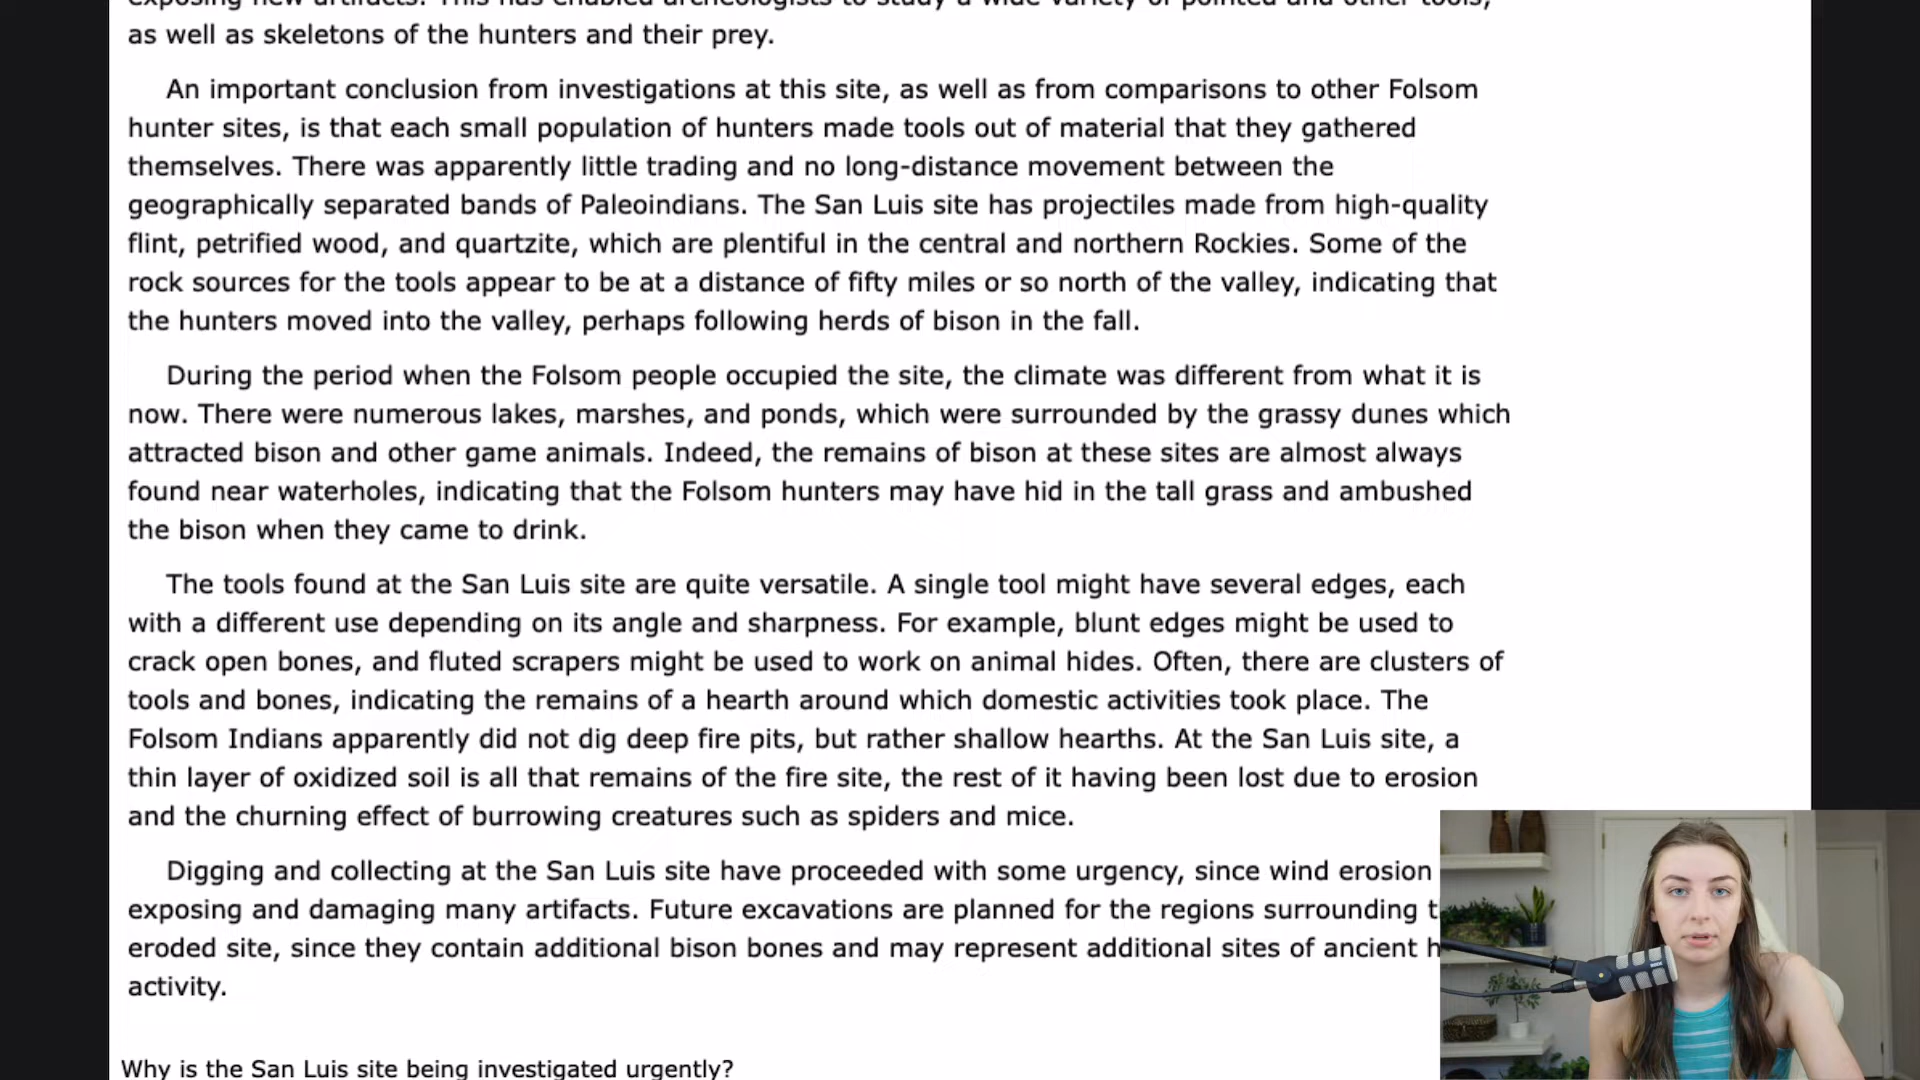 as well as skeletons of the hunters and their prey.
An important conclusion from investigations at this site, as well as from comparisons to other Folsom
hunter sites, is that each small population of hunters made tools out of material that they gathered
themselves. There was apparently little trading and no long-distance movement between the
geographically separated bands of Paleoindians. The San Luis site has projectiles made from high-quality
flint, petrified wood, and quartzite, which are plentiful in the central and northern Rockies. Some of the
rock sources for the tools appear to be at a distance of fifty miles or so north of the valley, indicating that
the hunters moved into the valley, perhaps following herds of bison in the fall.
During the period when the Folsom people occupied the site, the climate was different from what it is
now. There were numerous lakes, marshes, and ponds, which were surrounded by the grassy dunes which
attracted bison and other game animals. Indeed, the remains of bison at these sites are almost always
found near waterholes, indicating that the Folsom hunters may have hid in the tall grass and ambushed
the bison when they came to drink.
The tools found at the San Luis site are quite versatile. A single tool might have several edges, each
with a different use depending on its angle and sharpness. For example, blunt edges might be used to
crack open bones, and fluted scrapers might be used to work on animal hides. Often, there are clusters of
tools and bones, indicating the remains of a hearth around which domestic activities took place. The
Folsom Indians apparently did not dig deep fire pits, but rather shallow hearths. At the San Luis site, a
thin layer of oxidized soil is all that remains of the fire site, the rest of it having been lost due to erosion
and the churning effect of burrowing creatures such as spiders and mice.
Digging and collecting at the San Luis site have proceeded with some urgency, since wind erosion
exposing and damaging many artifacts. Future excavations are planned for the regions surrounding
eroded site, since they contain additional bison bones and may represent additional sites of ancient
activity.
Why is the San Luis site being investigated urgently?